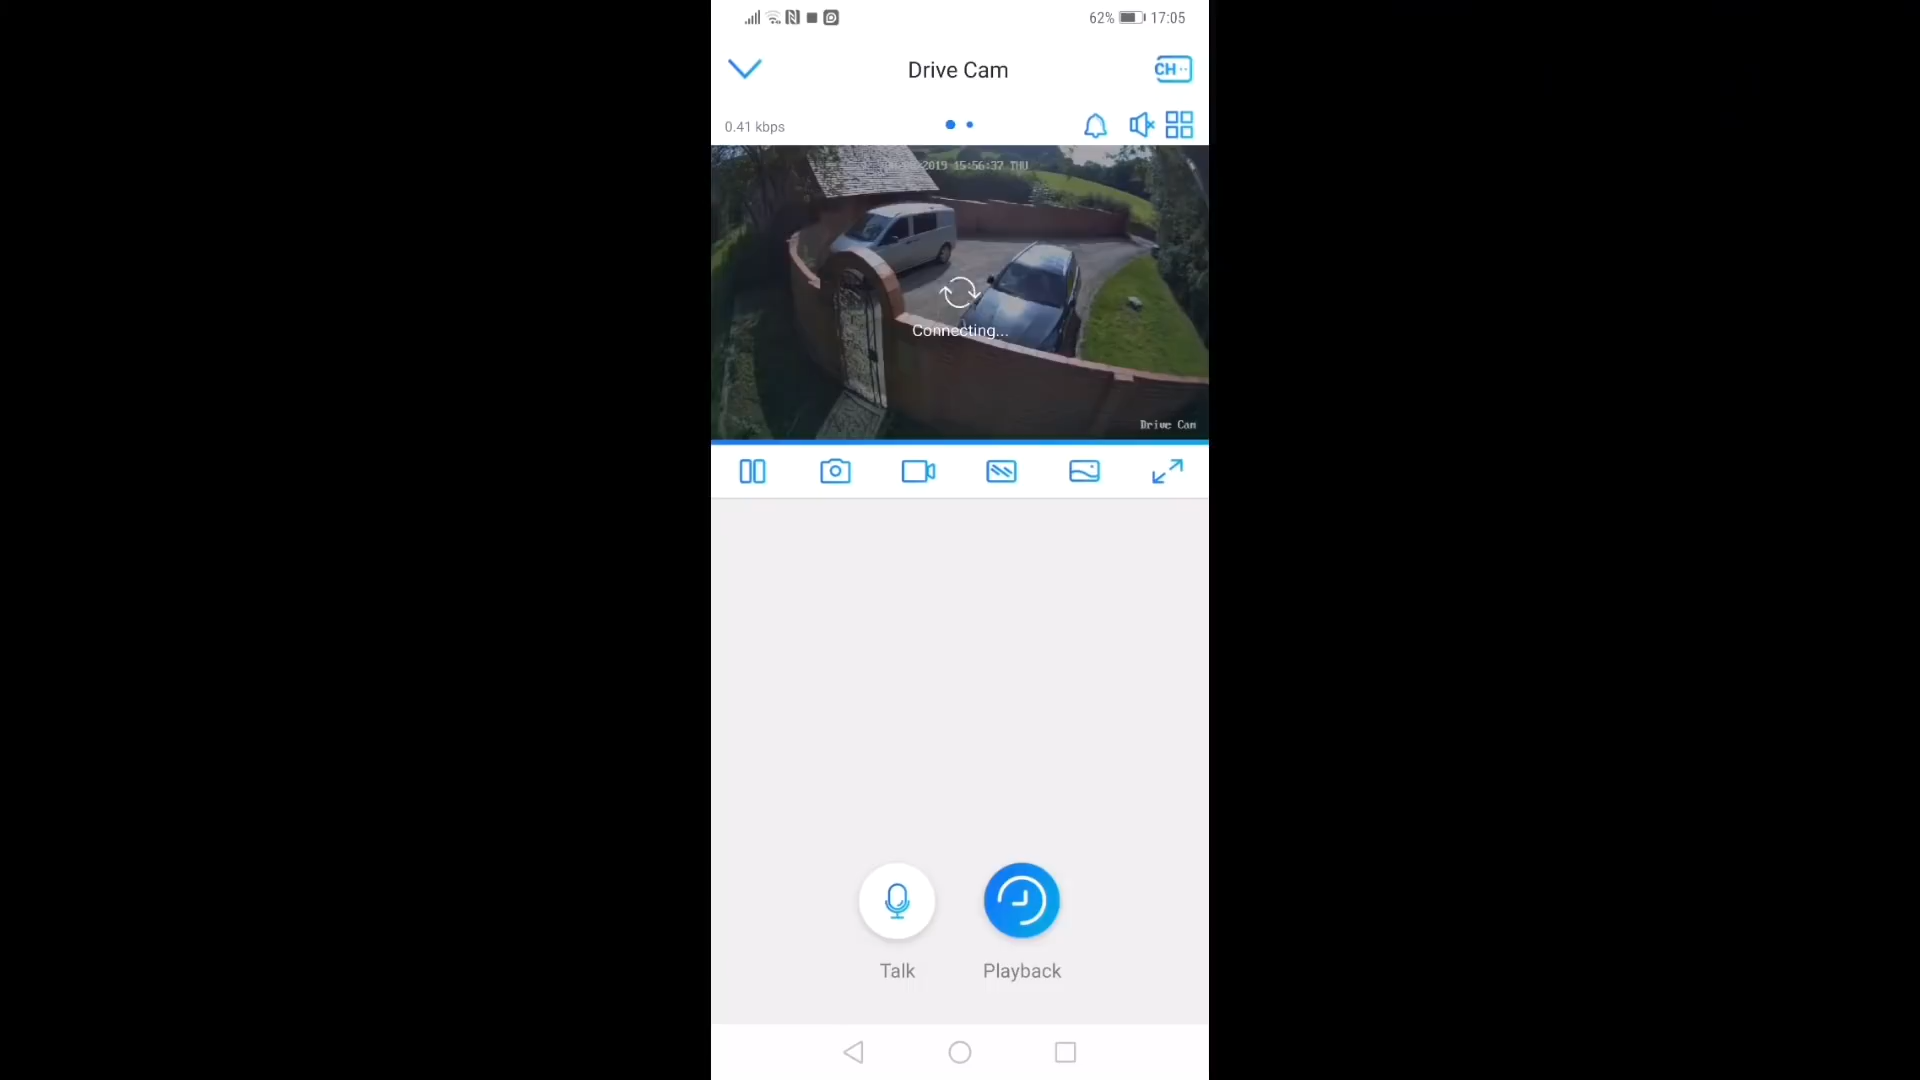 62% 17:05
Drive Cam
CH
0.41 kbps
2019 15:56:37 THU
Connecting...
Drive Cam
Talk
Playback